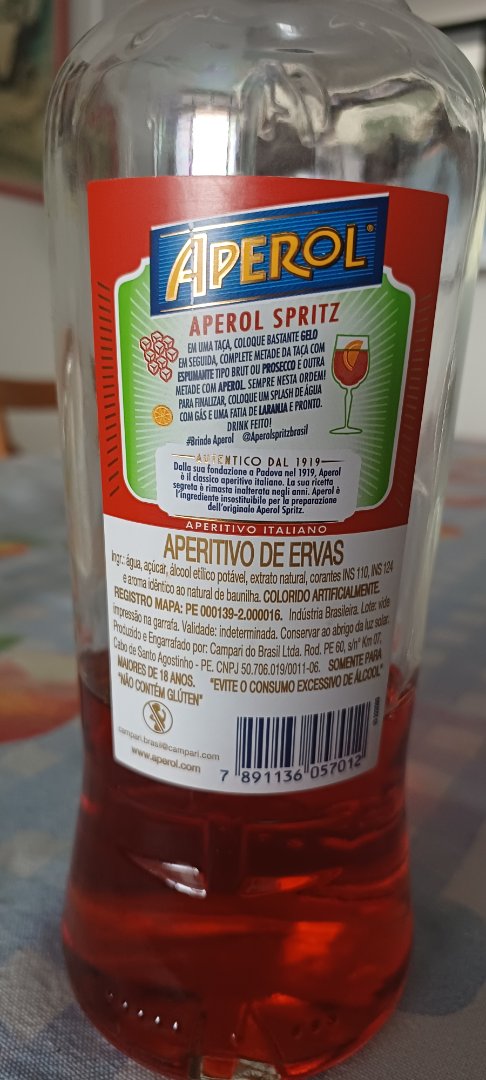 APEROL
APEROL SPRITZ
EM UMA TAÇA, COLOQUE BASTANTE GELO
EM SEGUIDA, COMPLETE METADE DA TAÇA COM
ESPUMANTE TIPO BRUT OU PROSECCO E OUTRA
METADE COM APEROL. SEMPRE NESTA ORDEM!
PARA FINALIZAR, COLOQUE UM SPLASH DE ÁGUA
COM GÁS E UMA FATIA DE LARANJA E PRONTO.
DRINK FEITO!
#Brinde Aperol @Aperolspritzbrasil
AUTENTICO DAL 1919
Dalla sua fondazione a Padova nel 1919, Aperol
è il classico aperitivo italiano. La sua ricetta
segreta è rimasta inalterata negli anni. Aperol è
l'ingrediente insostituibile per la preparazione
dell'originale Aperol Spritz.
APERITIVO ITALIANO
APERITIVO DE ERVAS
Ingr.: água, açúcar, álcool etílico potável, extrato natural, corantes INS 110, INS 124
e aroma idêntico ao natural de baunilha. COLORIDO ARTIFICIALMENTE.
REGISTRO MAPA: PE 000139-2.000016. Indústria Brasileira. Lote: vide
impressão na garrafa. Validade: indeterminada. Conservar ao abrigo da luz solar.
Produzido e Engarrafado por: Campari do Brasil Ltda. Rod. PE 60, s/nº Km 07,
Cabo de Santo Agostinho - PE. CNPJ 50.706.019/0011-06. SOMENTE PARA
MAIORES DE 18 ANOS. "EVITE O CONSUMO EXCESSIVO DE ÁLCOOL"
"NÃO CONTÉM GLÚTEN"
campari.brasil@campari.com
www.aperol.com
7 891136 057012